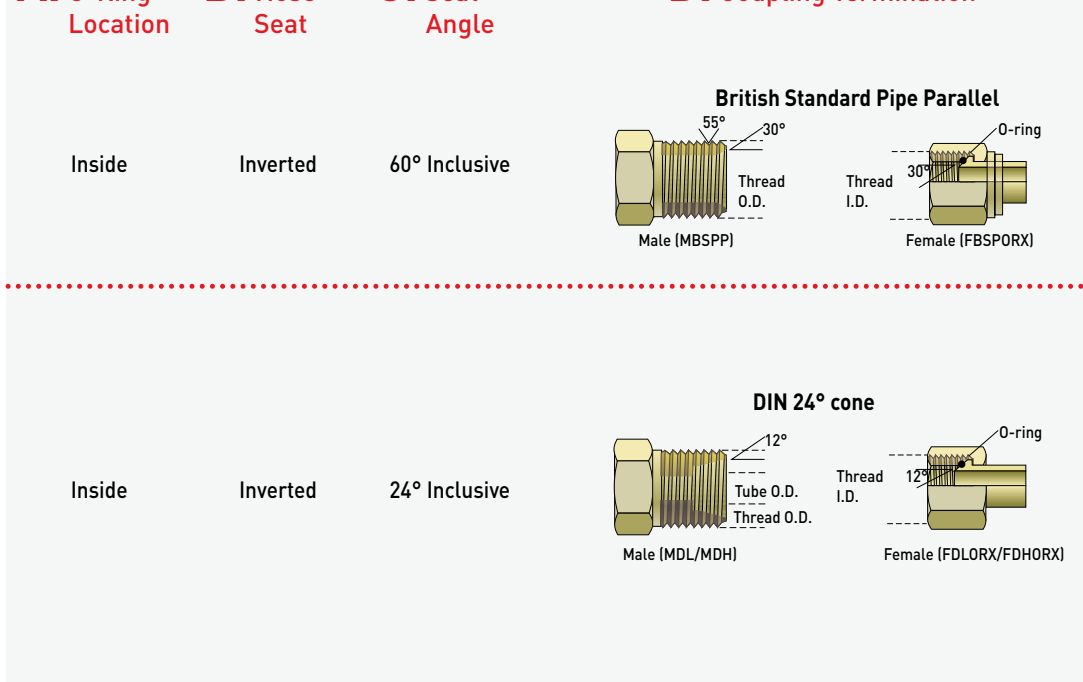 Location
Seat
Angle
British Standard Pipe Parallel
Inside
Inverted
60° Inclusive
55°
30°
Thread
O.D.
Male (MBSPP)
O-ring
30°
Thread
I.D.
Female (FBSPORX)
DIN 24° cone
Inside
Inverted
24° Inclusive
12°
Tube O.D.
Thread O.D.
Male (MDL/MDH)
O-ring
12°
Thread
I.D.
Female (FDLORX/FDHORX)